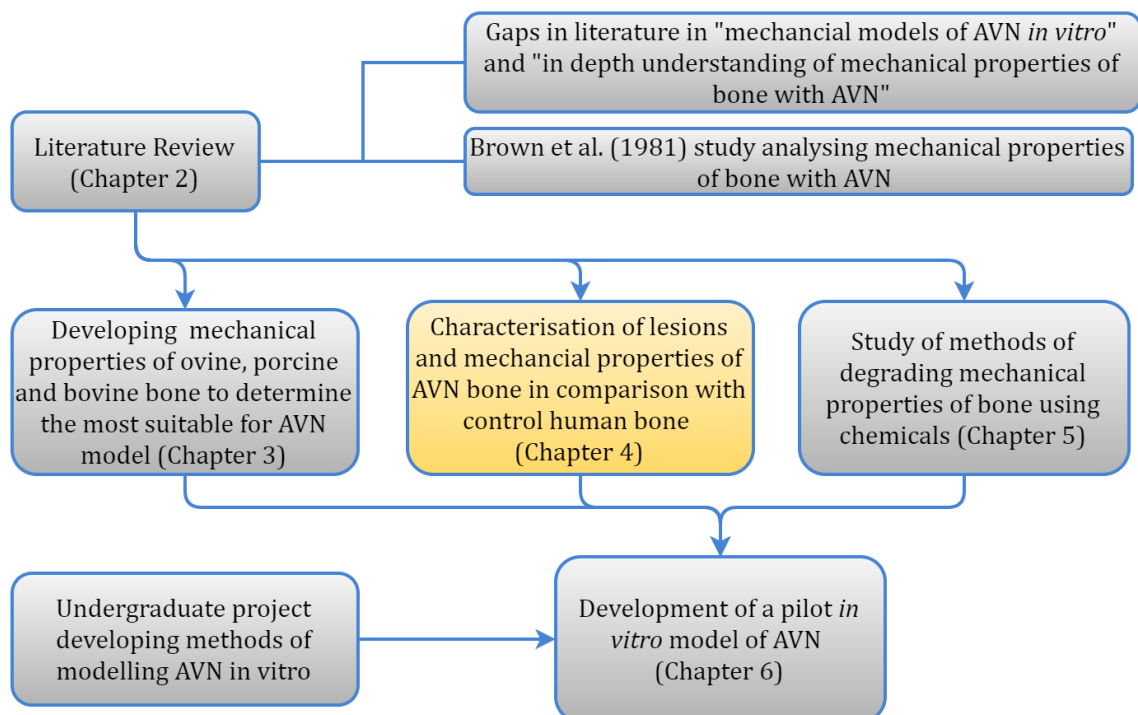 Gaps in literature in "mechancial models of AVN in vitro"
and "in depth understanding of mechanical properties of
bone with AVN"
Literature Review
(Chapter 2)
Brown et al. (1981) study analysing mechanical properties
of bone with AVN
Developing mechanical
properties of ovine, porcine
and bovine bone to determine
the most suitable for AVN
model (Chapter 3)
Characterisation of lesions
and mechancial properties of
AVN bone in comparison with
control human bone
(Chapter 4)
Study of methods of
degrading mechanical
properties of bone using
chemicals (Chapter 5)
Undergraduate project
developing methods of
modelling AVN in vitro
Development of a pilot in
vitro model of AVN
(Chapter 6)